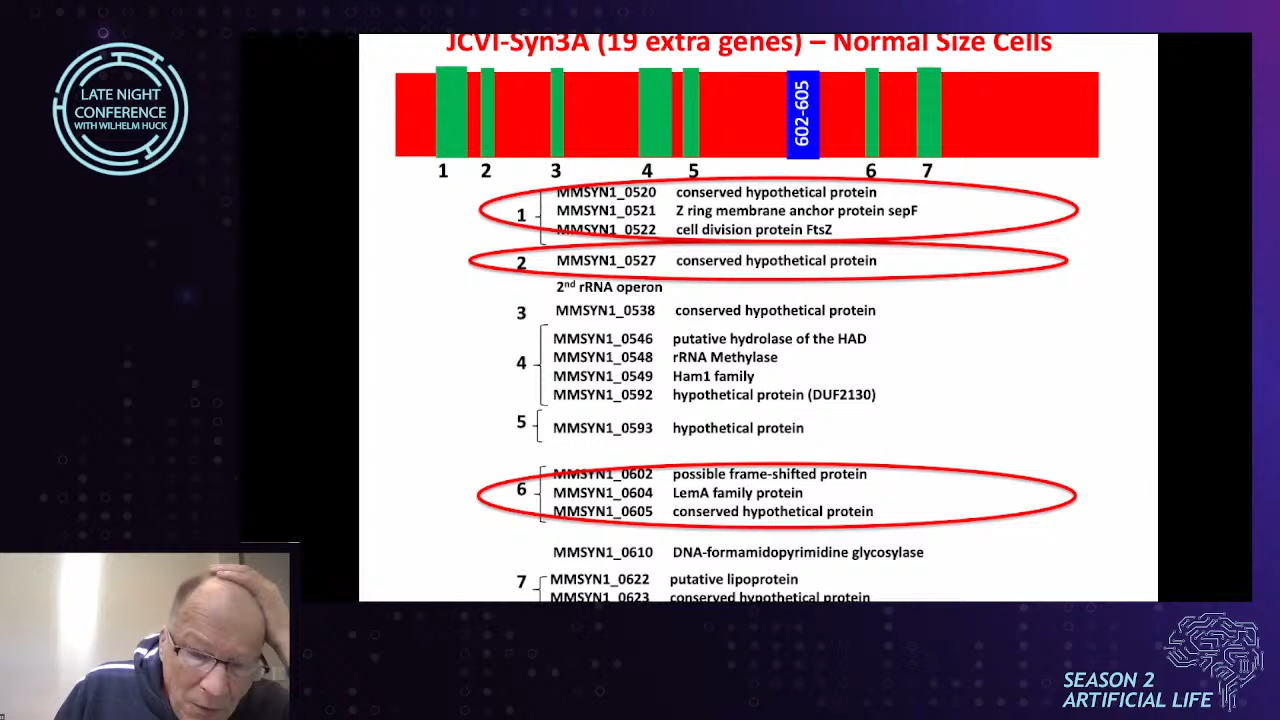 LATE NIGHT
CONFERENCE
WITH WILHELM HUCK
JCVI-Syn3A (19 extra genes) – Normal Size Cells
602-605
1 2 3 4 5 6 7
1
MMSYN1_0520 conserved hypothetical protein
MMSYN1_0521 Z ring membrane anchor protein sepF
MMSYN1_0522 cell division protein FtsZ
2 MMSYN1_0527 conserved hypothetical protein
2nd rRNA operon
3 MMSYN1_0538 conserved hypothetical protein
4
MMSYN1_0546 putative hydrolase of the HAD
MMSYN1_0548 rRNA Methylase
MMSYN1_0549 Ham1 family
MMSYN1_0592 hypothetical protein (DUF2130)
5 MMSYN1_0593 hypothetical protein
6
MMSYN1_0602 possible frame-shifted protein
MMSYN1_0604 LemA family protein
MMSYN1_0605 conserved hypothetical protein
MMSYN1_0610 DNA-formamidopyrimidine glycosylase
7 MMSYN1_0622 putative lipoprotein
MMSYN1_0623 conserved hypothetical protein
SEASON 2
ARTIFICIAL LIFE